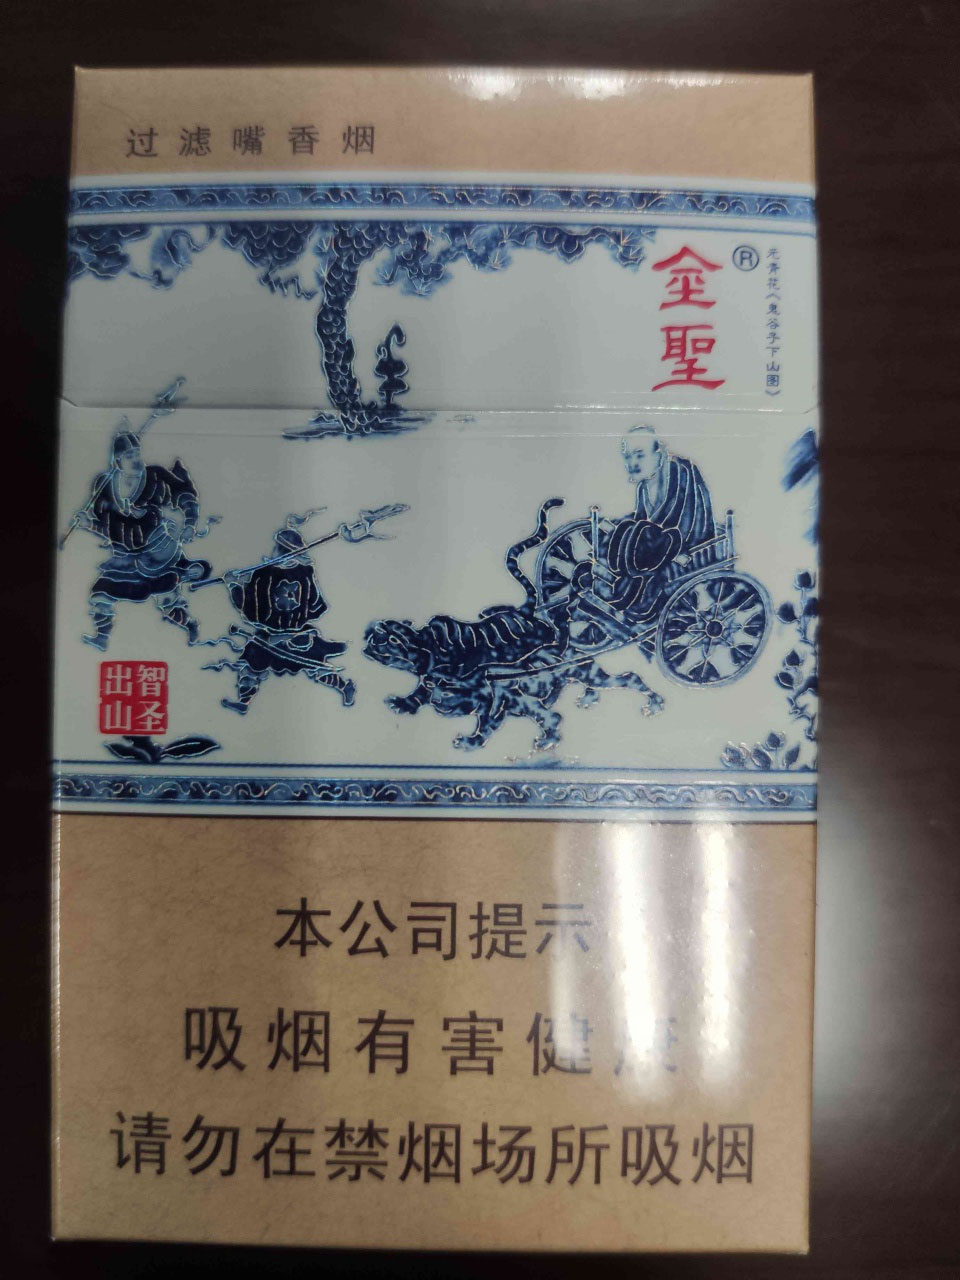 过滤嘴香烟
金聖®
元青花《鬼谷子下山图》
智圣
出山
本公司提示
吸烟有害健康
请勿在禁烟场所吸烟